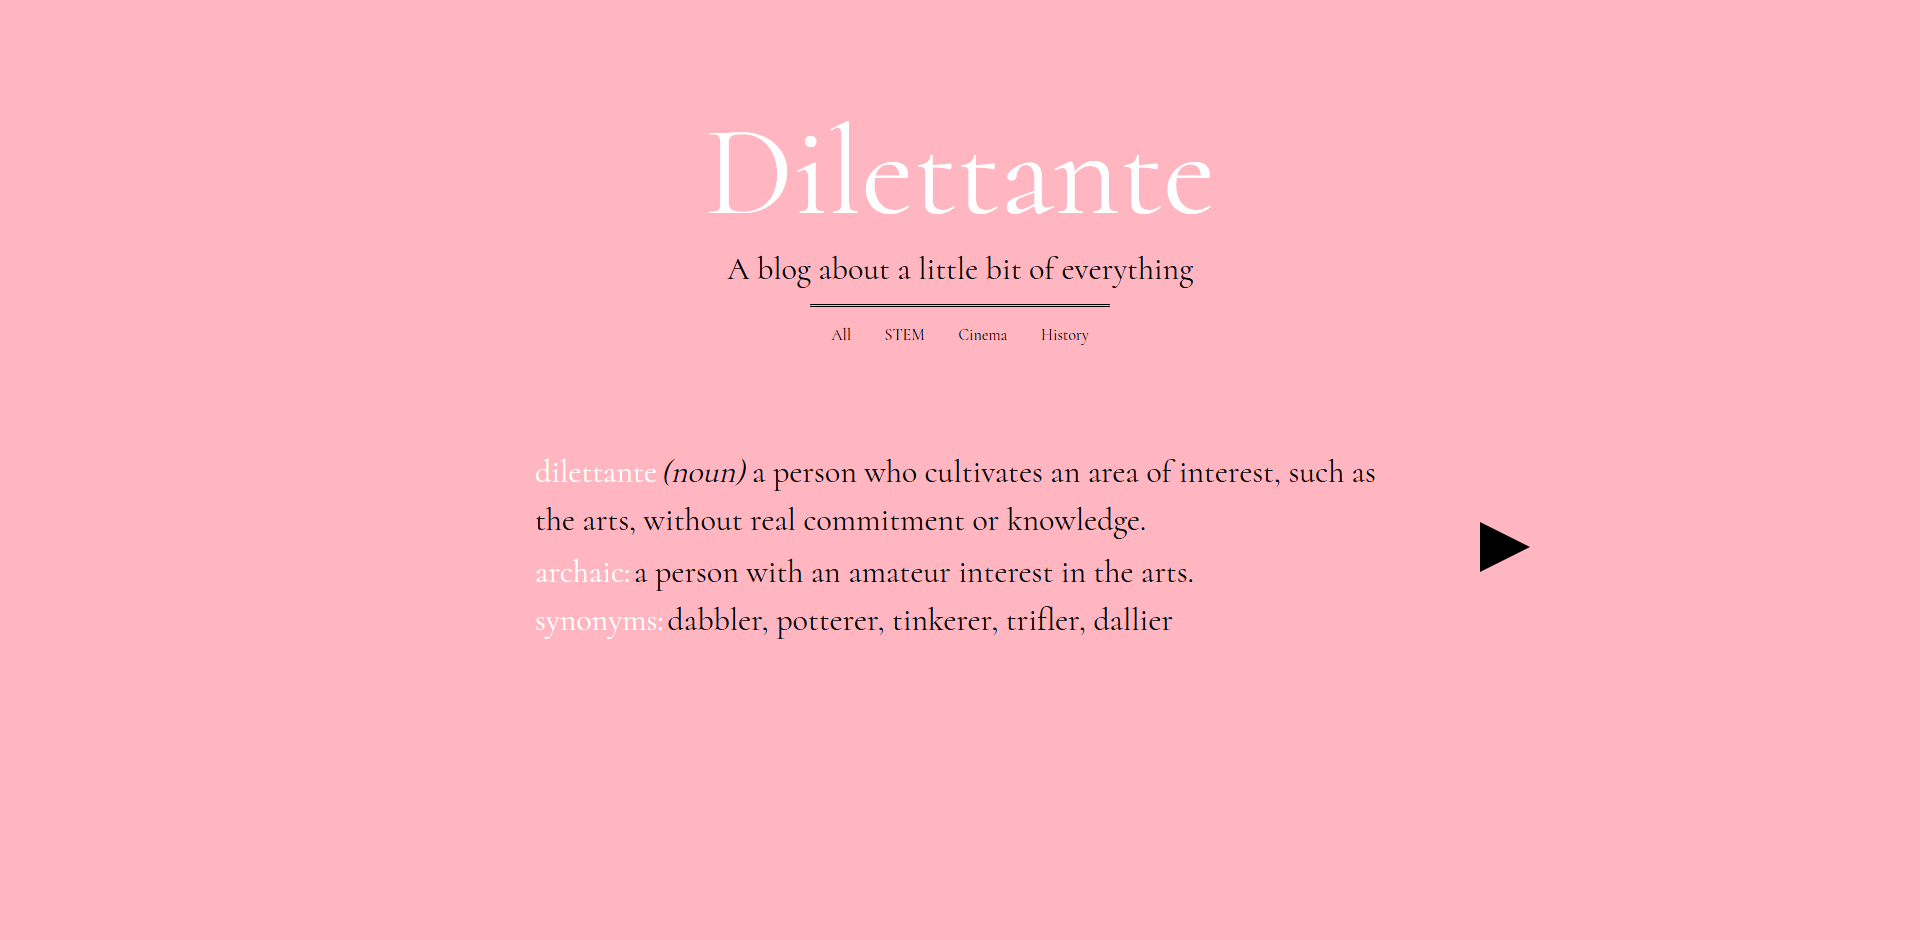 Dilettante
A blog about a little bit of everything
All STEM Cinema History
dilettante (noun) a person who cultivates an area of interest, such as
the arts, without real commitment or knowledge.
archaic: a person with an amateur interest in the arts.
synonyms: dabbler, potterer, tinkerer, trifler, dallier